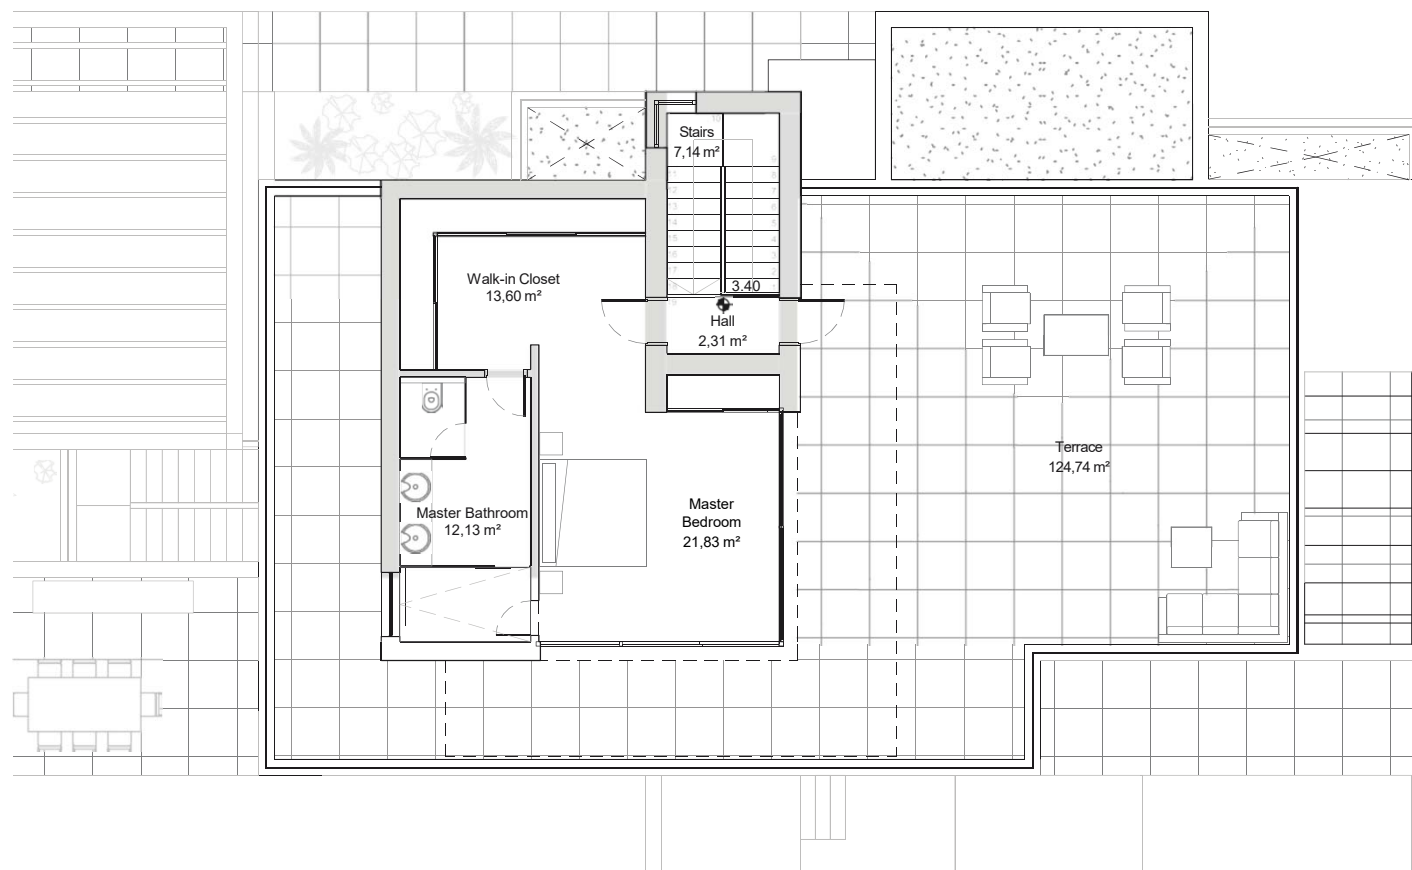 Stairs
7,14 m²
Walk-in Closet
13,60 m²
3.40
Hall
2,31 m²
Terrace
124,74 m²
Master
Bedroom
21,83 m²
Master Bathroom
12,13 m²